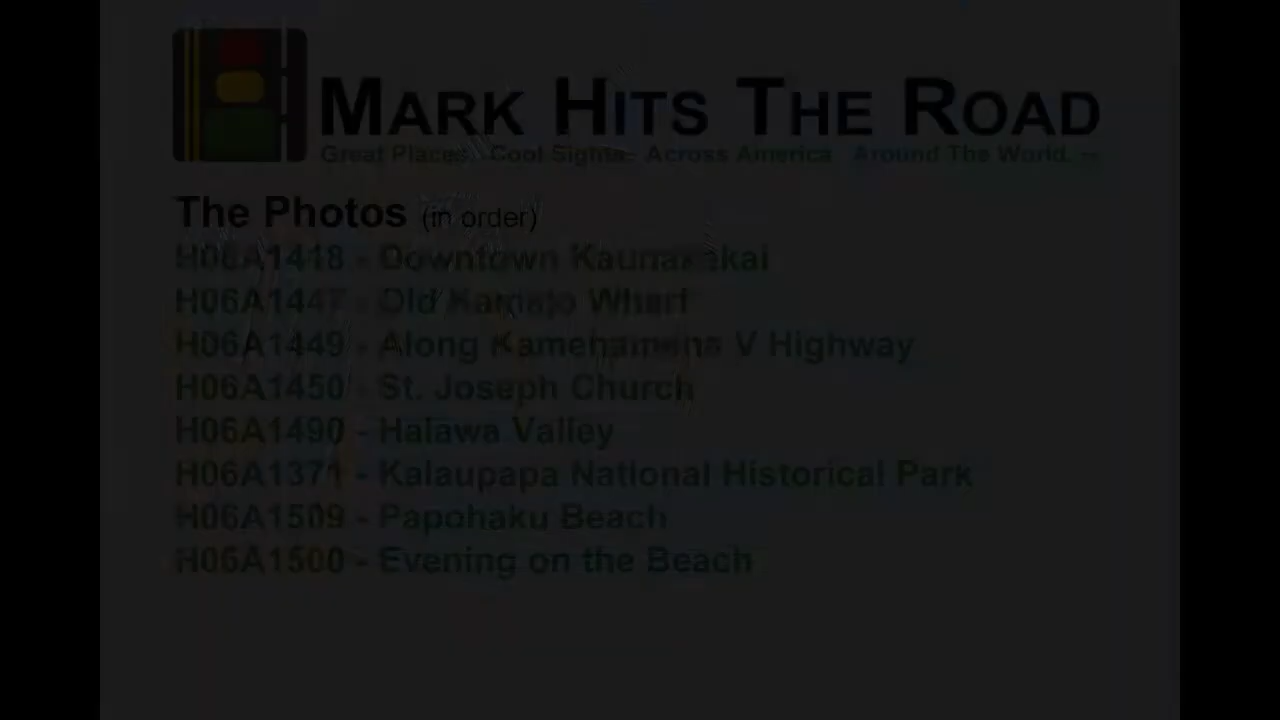 MARK HITS THE ROAD
Great Places. Cool Sights. Across America Around The World. --
The Photos (in order)
H06A1418 - Downtown Kaunakakai
H06A1447 - Old Kamalo Wharf
H06A1449 - Along Kamehameha V Highway
H06A1450 - St. Joseph Church
H06A1490 - Halawa Valley
H06A1371 - Kalaupapa National Historical Park
H06A1509 - Papohaku Beach
H06A1500 - Evening on the Beach